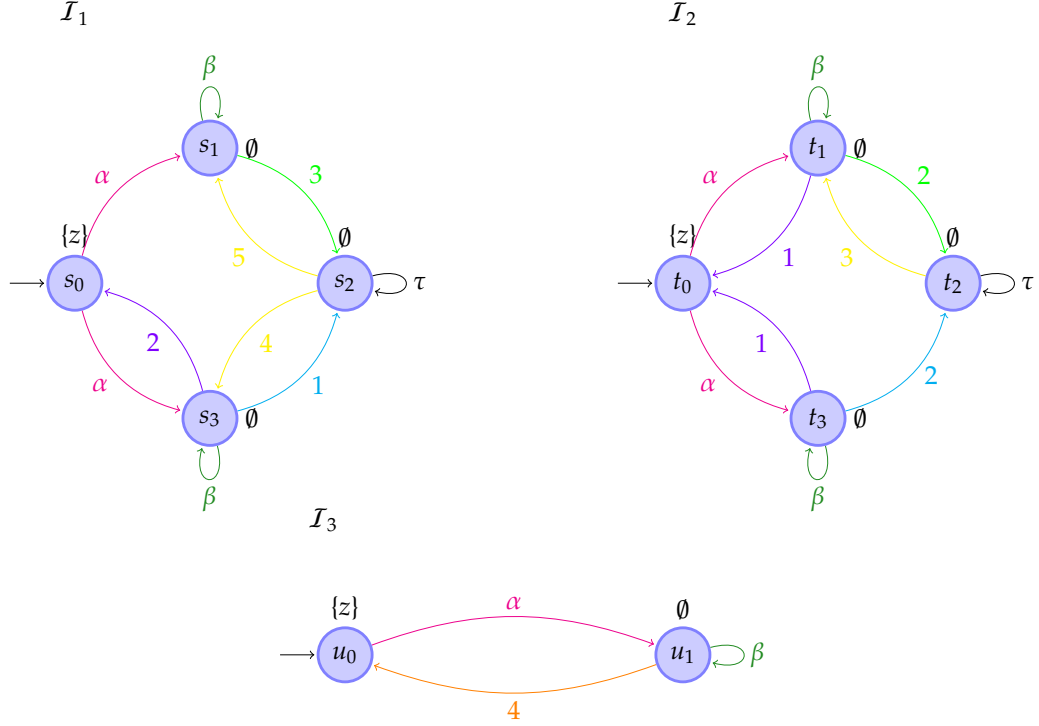 𝓘₁ 𝓘₂
β β
s₁ ∅ t₁ ∅
α 3 α 2
{z} ∅ {z} ∅
5 1 3
s₀ s₂ τ t₀ t₂ τ
2 4 1
α 1 α 2
s₃ ∅ t₃ ∅
β β
𝓘₃
{z} α ∅
u₀ u₁ β
4